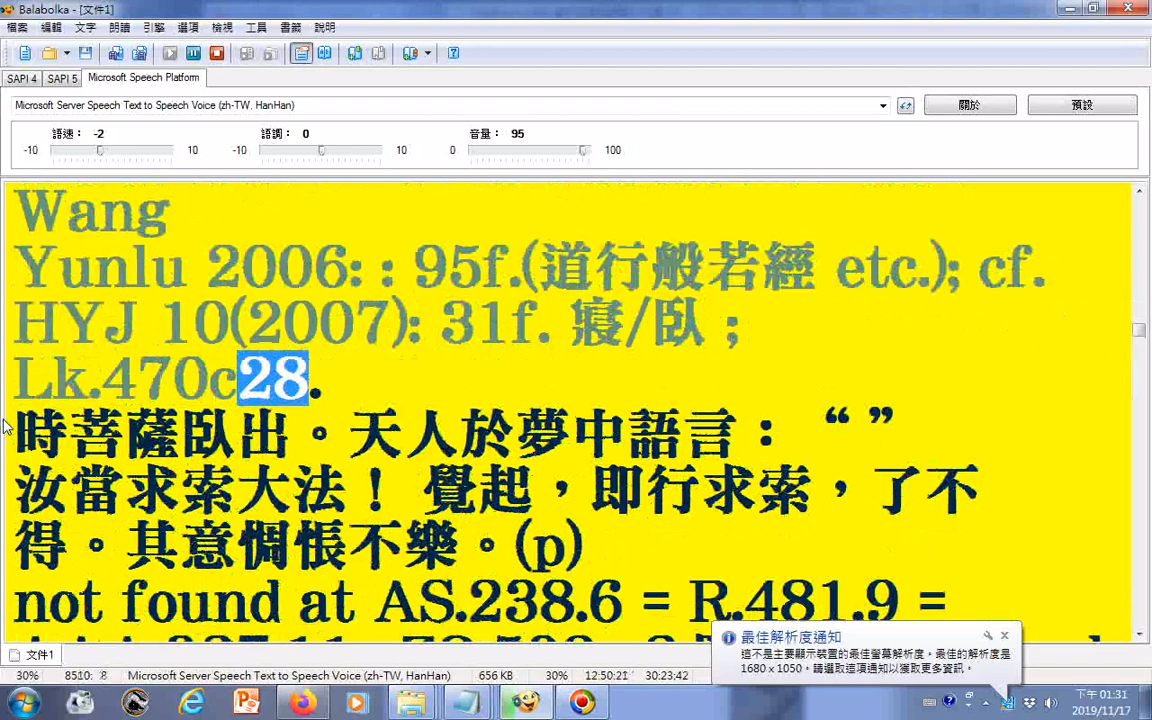 Balabolka - [文件1]
檔案 編輯 文字 朗讀 引擎 選項 檢視 工具 書籤 說明
SAPI 4 SAPI 5 Microsoft Speech Platform
Microsoft Server Speech Text to Speech Voice (zh-TW, HanHan)
關於 預設
語速： -2 語調： 0 音量： 95
-10 10 -10 10 0 100
Wang
Yunlu 2006: : 95f.(道行般若經 etc.); cf.
HYJ 10(2007): 31f. 寢/臥 ;
Lk.470c28.
時菩薩臥出。天人於夢中語言： “ ”
汝當求索大法！ 覺起，即行求索，了不
得。其意惆悵不樂。(p)
not found at AS.238.6 = R.481.9 =
最佳解析度通知
這不是主要顯示裝置的最佳螢幕解析度。最佳的解析度是
1680 x 1050。請選取這項通知以獲取更多資訊。
文件1
30% 8510: 8 Microsoft Server Speech Text to Speech Voice (zh-TW, HanHan) 656 KB 30% 12:50:21 30:23:42
下午 01:31
2019/11/17